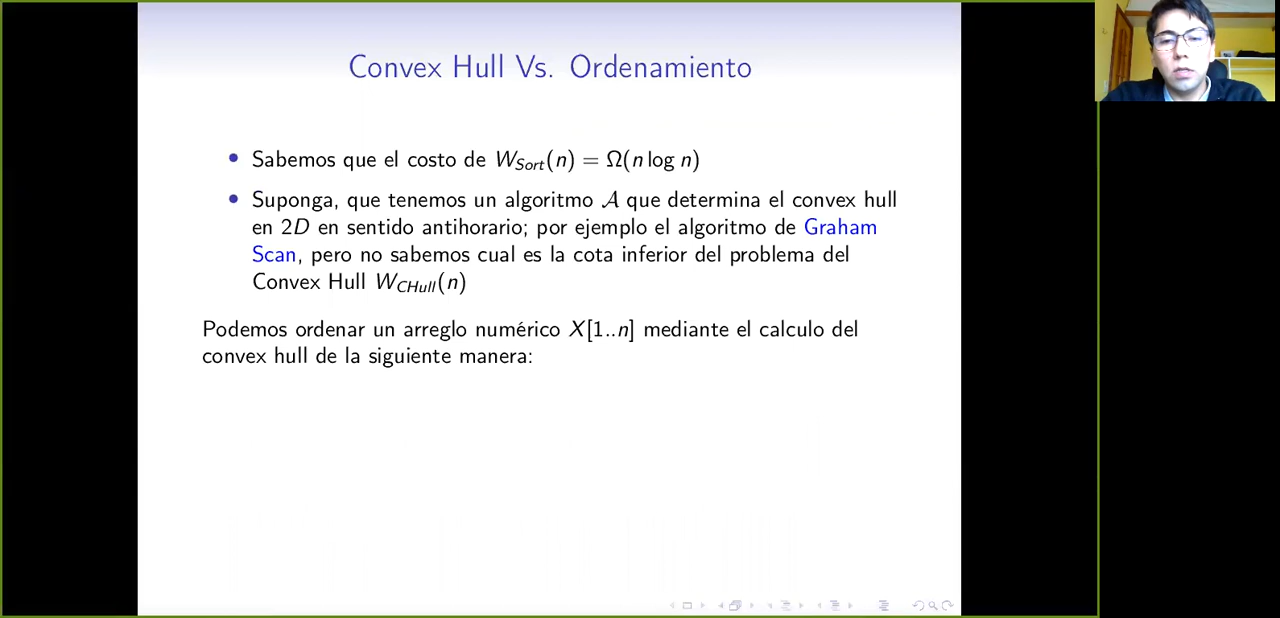 Convex Hull Vs. Ordenamiento
• Sabemos que el costo de W_Sort(n) = Ω(n log n)
• Suponga, que tenemos un algoritmo 𝒜 que determina el convex hull
en 2D en sentido antihorario; por ejemplo el algoritmo de Graham
Scan, pero no sabemos cual es la cota inferior del problema del
Convex Hull W_CHull(n)
Podemos ordenar un arreglo numérico X[1..n] mediante el calculo del
convex hull de la siguiente manera: